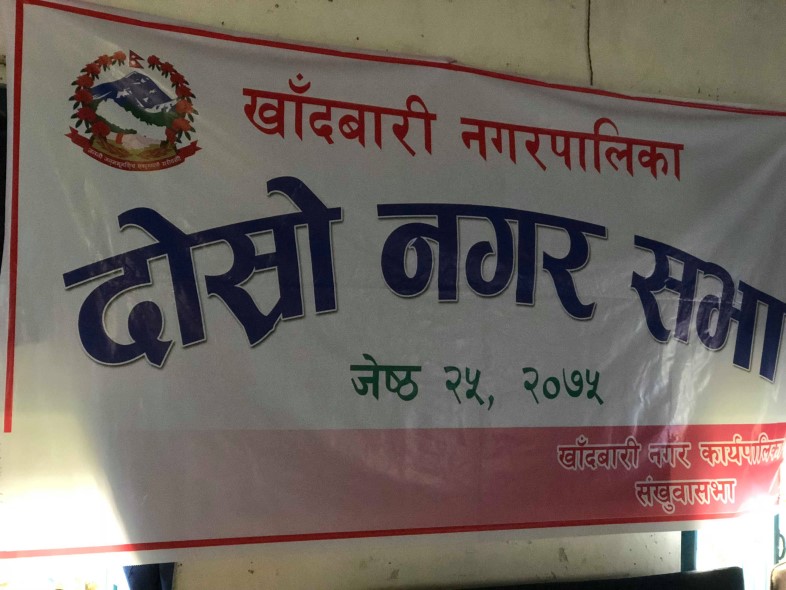 खाँदबारी नगरपालिका
दोस्रो नगर सभा
जेष्ठ २५, २०७५
खाँदबारी नगर कार्यपालिका
संखुवासभा